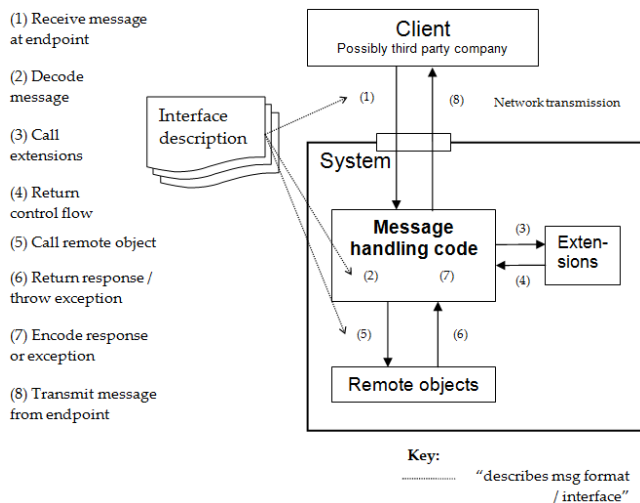 (1) Receive message
at endpoint
(2) Decode
message
(3) Call
extensions
(4) Return
control flow
(5) Call remote object
(6) Return response /
throw exception
(7) Encode response
or exception
(8) Transmit message
from endpoint
Interface
description
Client
Possibly third party company
(1)
(8)
Network transmission
System
Message
handling code
(2)
(7)
(3)
(4)
Exten-
sions
(5)
(6)
Remote objects
Key:
"describes msg format
/ interface"